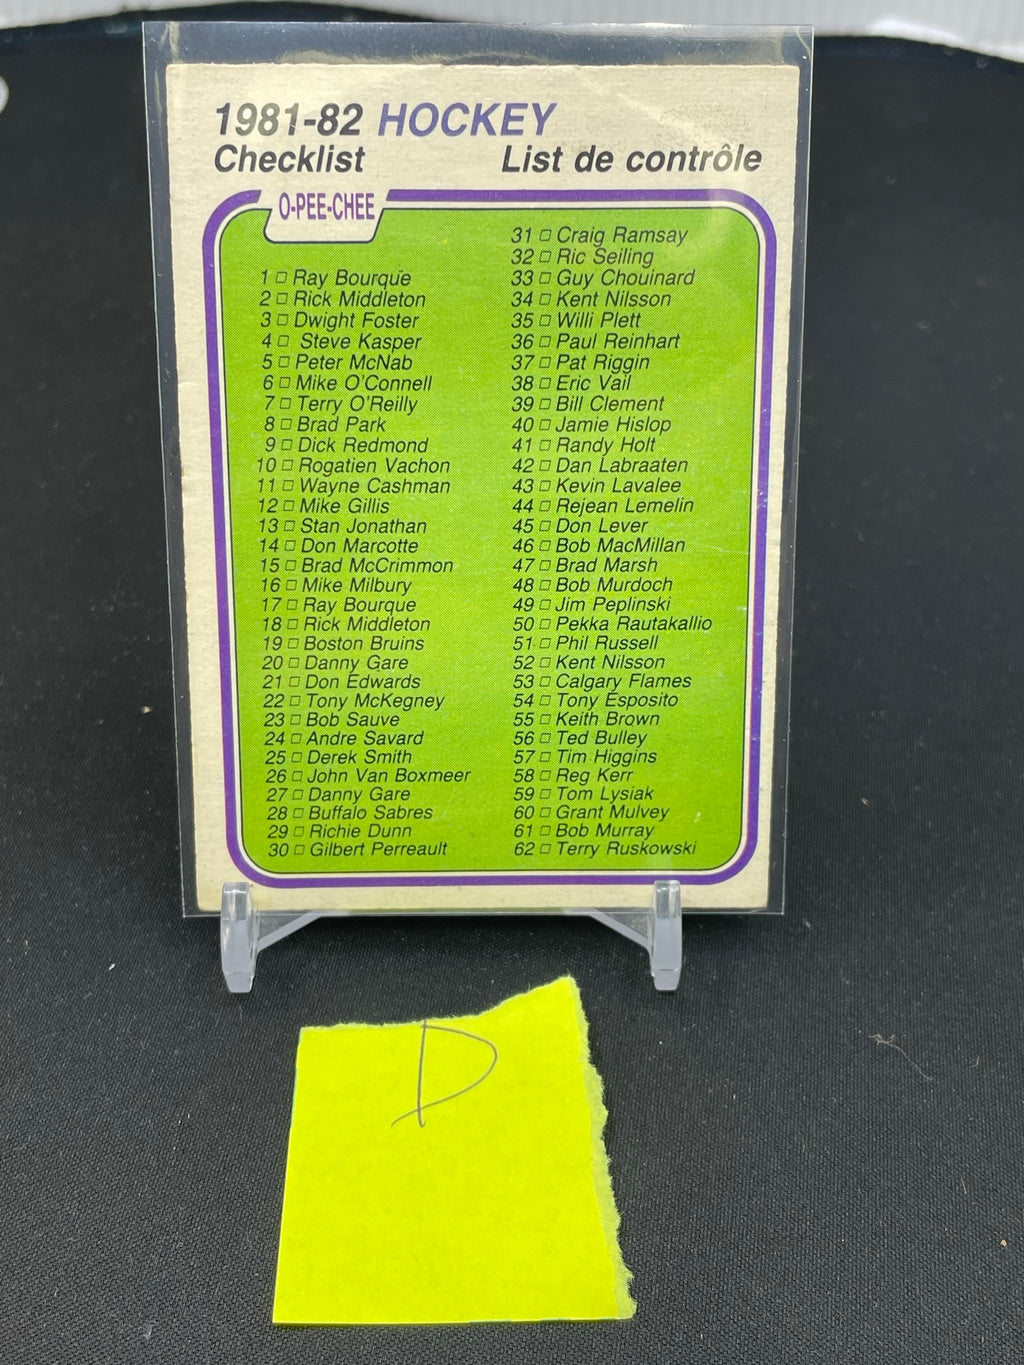 1981-82 HOCKEY
Checklist List de contrôle
O-PEE-CHEE
1 □ Ray Bourque
2 □ Rick Middleton
3 □ Dwight Foster
4 □ Steve Kasper
5 □ Peter McNab
6 □ Mike O'Connell
7 □ Terry O'Reilly
8 □ Brad Park
9 □ Dick Redmond
10 □ Rogatien Vachon
11 □ Wayne Cashman
12 □ Mike Gillis
13 □ Stan Jonathan
14 □ Don Marcotte
15 □ Brad McCrimmon
16 □ Mike Milbury
17 □ Ray Bourque
18 □ Rick Middleton
19 □ Boston Bruins
20 □ Danny Gare
21 □ Don Edwards
22 □ Tony McKegney
23 □ Bob Sauve
24 □ Andre Savard
25 □ Derek Smith
26 □ John Van Boxmeer
27 □ Danny Gare
28 □ Buffalo Sabres
29 □ Richie Dunn
30 □ Gilbert Perreault
31 □ Craig Ramsay
32 □ Ric Seiling
33 □ Guy Chouinard
34 □ Kent Nilsson
35 □ Willi Plett
36 □ Paul Reinhart
37 □ Pat Riggin
38 □ Eric Vail
39 □ Bill Clement
40 □ Jamie Hislop
41 □ Randy Holt
42 □ Dan Labraaten
43 □ Kevin Lavalee
44 □ Rejean Lemelin
45 □ Don Lever
46 □ Bob MacMillan
47 □ Brad Marsh
48 □ Bob Murdoch
49 □ Jim Peplinski
50 □ Pekka Rautakallio
51 □ Phil Russell
52 □ Kent Nilsson
53 □ Calgary Flames
54 □ Tony Esposito
55 □ Keith Brown
56 □ Ted Bulley
57 □ Tim Higgins
58 □ Reg Kerr
59 □ Tom Lysiak
60 □ Grant Mulvey
61 □ Bob Murray
62 □ Terry Ruskowski
D